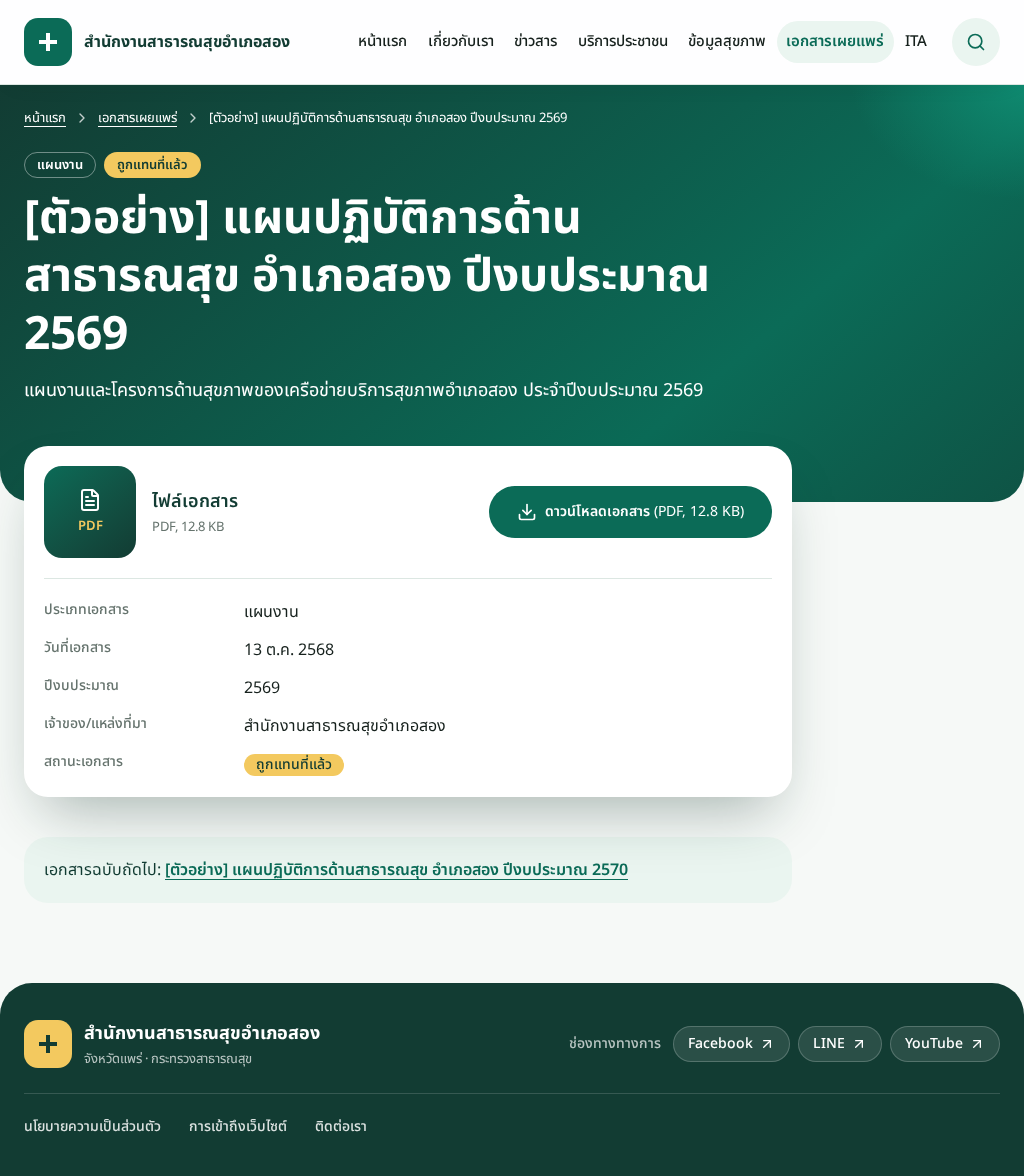 สำนักงานสาธารณสุขอำเภอสอง
หน้าแรก เกี่ยวกับเรา ข่าวสาร บริการประชาชน ข้อมูลสุขภาพ เอกสารเผยแพร่ ITA
หน้าแรก เอกสารเผยแพร่ [ตัวอย่าง] แผนปฏิบัติการด้านสาธารณสุข อำเภอสอง ปีงบประมาณ 2569
แผนงาน ถูกแทนที่แล้ว
[ตัวอย่าง] แผนปฏิบัติการด้าน
สาธารณสุข อำเภอสอง ปีงบประมาณ
2569
แผนงานและโครงการด้านสุขภาพของเครือข่ายบริการสุขภาพอำเภอสอง ประจำปีงบประมาณ 2569
PDF
ไฟล์เอกสาร
PDF, 12.8 KB
ดาวน์โหลดเอกสาร (PDF, 12.8 KB)
ประเภทเอกสาร แผนงาน
วันที่เอกสาร 13 ต.ค. 2568
ปีงบประมาณ 2569
เจ้าของ/แหล่งที่มา สำนักงานสาธารณสุขอำเภอสอง
สถานะเอกสาร ถูกแทนที่แล้ว
เอกสารฉบับถัดไป: [ตัวอย่าง] แผนปฏิบัติการด้านสาธารณสุข อำเภอสอง ปีงบประมาณ 2570
สำนักงานสาธารณสุขอำเภอสอง
จังหวัดแพร่ · กระทรวงสาธารณสุข
ช่องทางทางการ Facebook LINE YouTube
นโยบายความเป็นส่วนตัว การเข้าถึงเว็บไซต์ ติดต่อเรา